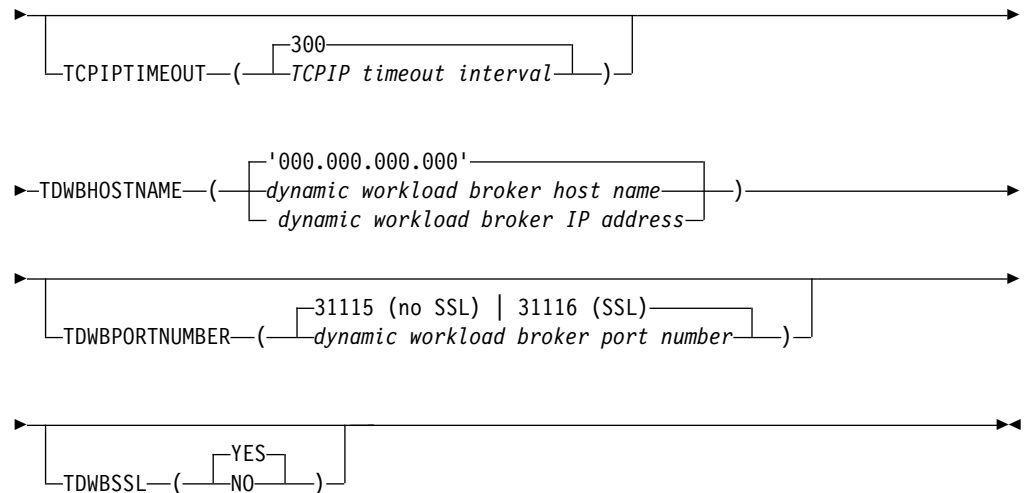 300
TCPIPTIMEOUT ( TCPIP timeout interval )
'000.000.000.000'
TDWBHOSTNAME ( dynamic workload broker host name )
dynamic workload broker IP address
31115 (no SSL) | 31116 (SSL)
TDWBPORTNUMBER ( dynamic workload broker port number )
YES
TDWBSSL ( NO )